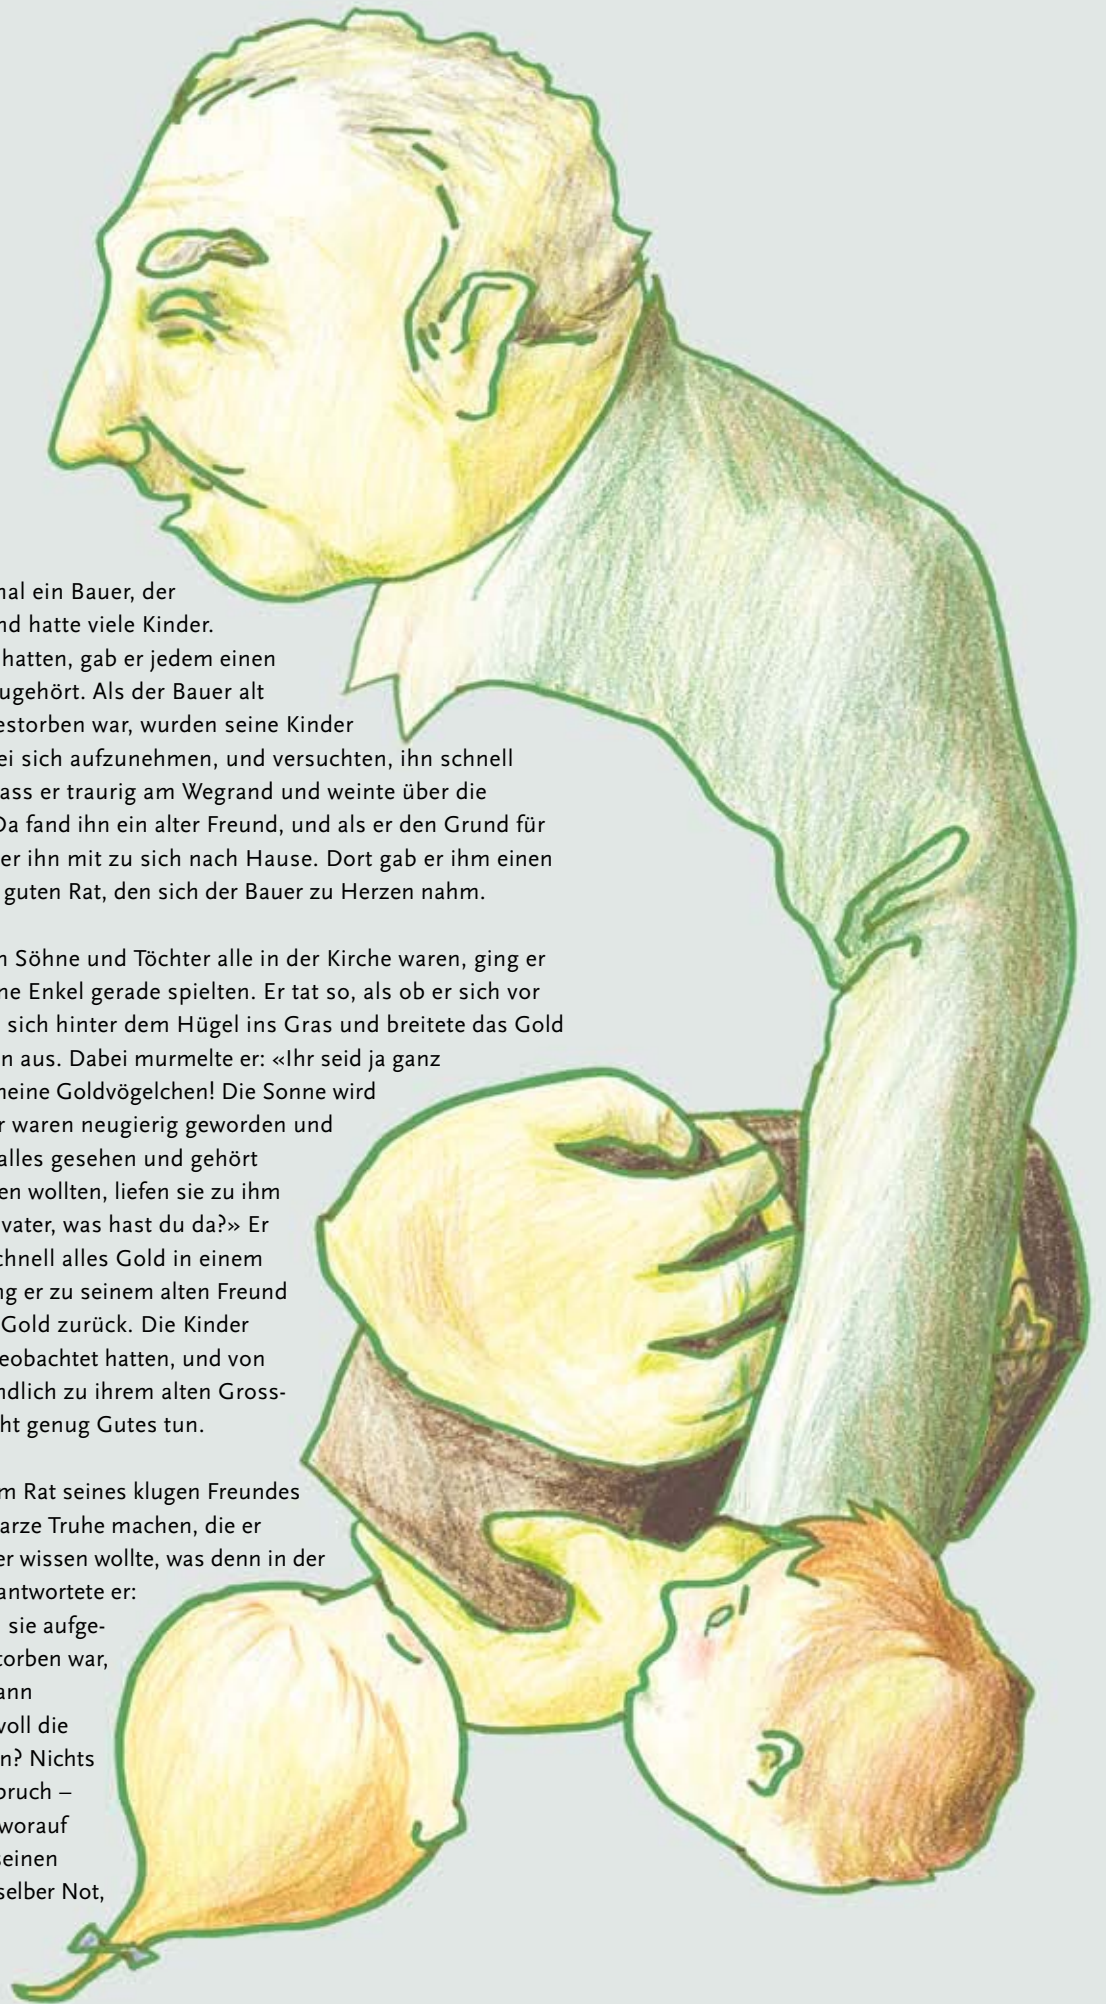 nal ein Bauer, der
nd hatte viele Kinder.
hatten, gab er jedem einen
ugehört. Als der Bauer alt
estorben war, wurden seine Kinder
ei sich aufzunehmen, und versuchten, ihn schnell
ass er traurig am Wegrand und weinte über die
Da fand ihn ein alter Freund, und als er den Grund für
er ihn mit zu sich nach Hause. Dort gab er ihm einen
guten Rat, den sich der Bauer zu Herzen nahm.
n Söhne und Töchter alle in der Kirche waren, ging er
ne Enkel gerade spielten. Er tat so, als ob er sich vor
sich hinter dem Hügel ins Gras und breitete das Gold
n aus. Dabei murmelte er: «Ihr seid ja ganz
neine Goldvögelchen! Die Sonne wird
r waren neugierig geworden und
alles gesehen und gehört
en wollten, liefen sie zu ihm
vater, was hast du da?» Er
chnell alles Gold in einem
ng er zu seinem alten Freund
Gold zurück. Die Kinder
eobachtet hatten, und von
ndlich zu ihrem alten Gross-
ht genug Gutes tun.
m Rat seines klugen Freundes
arze Truhe machen, die er
er wissen wollte, was denn in der
antwortete er:
sie aufge-
torben war,
ann
voll die
n? Nichts
pruch –
worauf
seinen
selber Not,